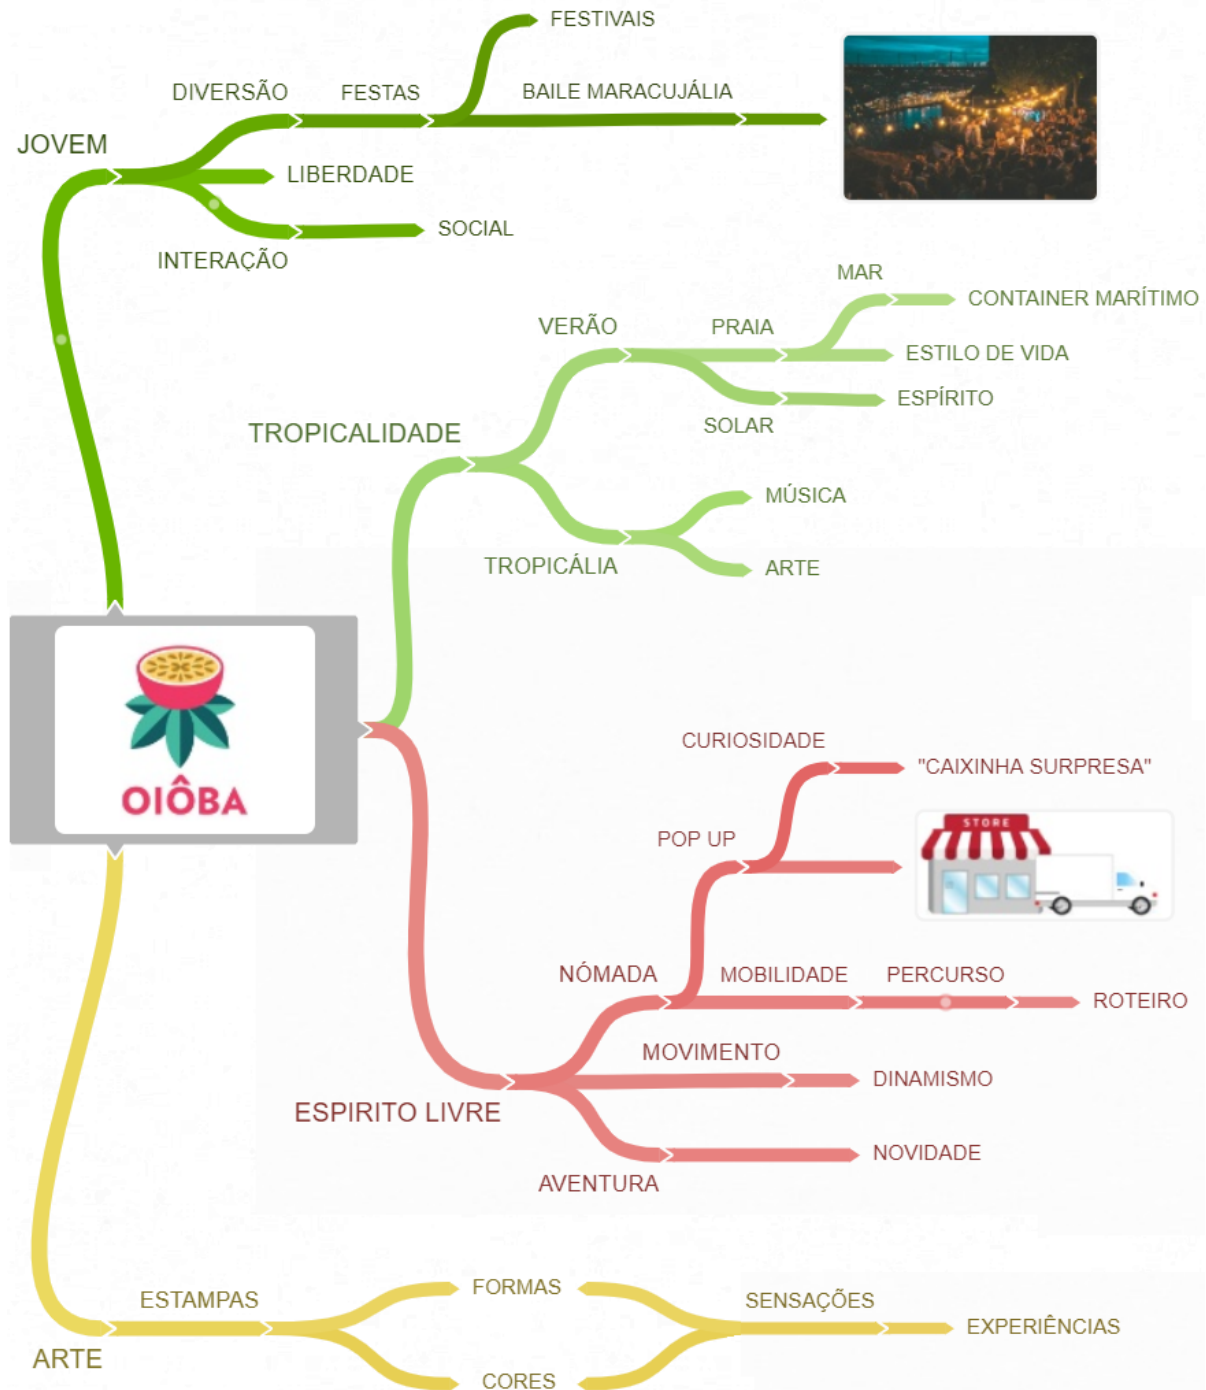 FESTIVAIS
DIVERSÃO
FESTAS
BAILE MARACUJÁLIA
JOVEM
LIBERDADE
SOCIAL
INTERAÇÃO
MAR
CONTAINER MARÍTIMO
VERÃO
PRAIA
ESTILO DE VIDA
ESPÍRITO
SOLAR
TROPICALIDADE
MÚSICA
TROPICÁLIA
ARTE
OIÔBA
CURIOSIDADE
"CAIXINHA SURPRESA"
STORE
POP UP
NÓMADA
MOBILIDADE
PERCURSO
ROTEIRO
MOVIMENTO
DINAMISMO
ESPIRITO LIVRE
NOVIDADE
AVENTURA
FORMAS
ESTAMPAS
SENSAÇÕES
EXPERIÊNCIAS
ARTE
CORES